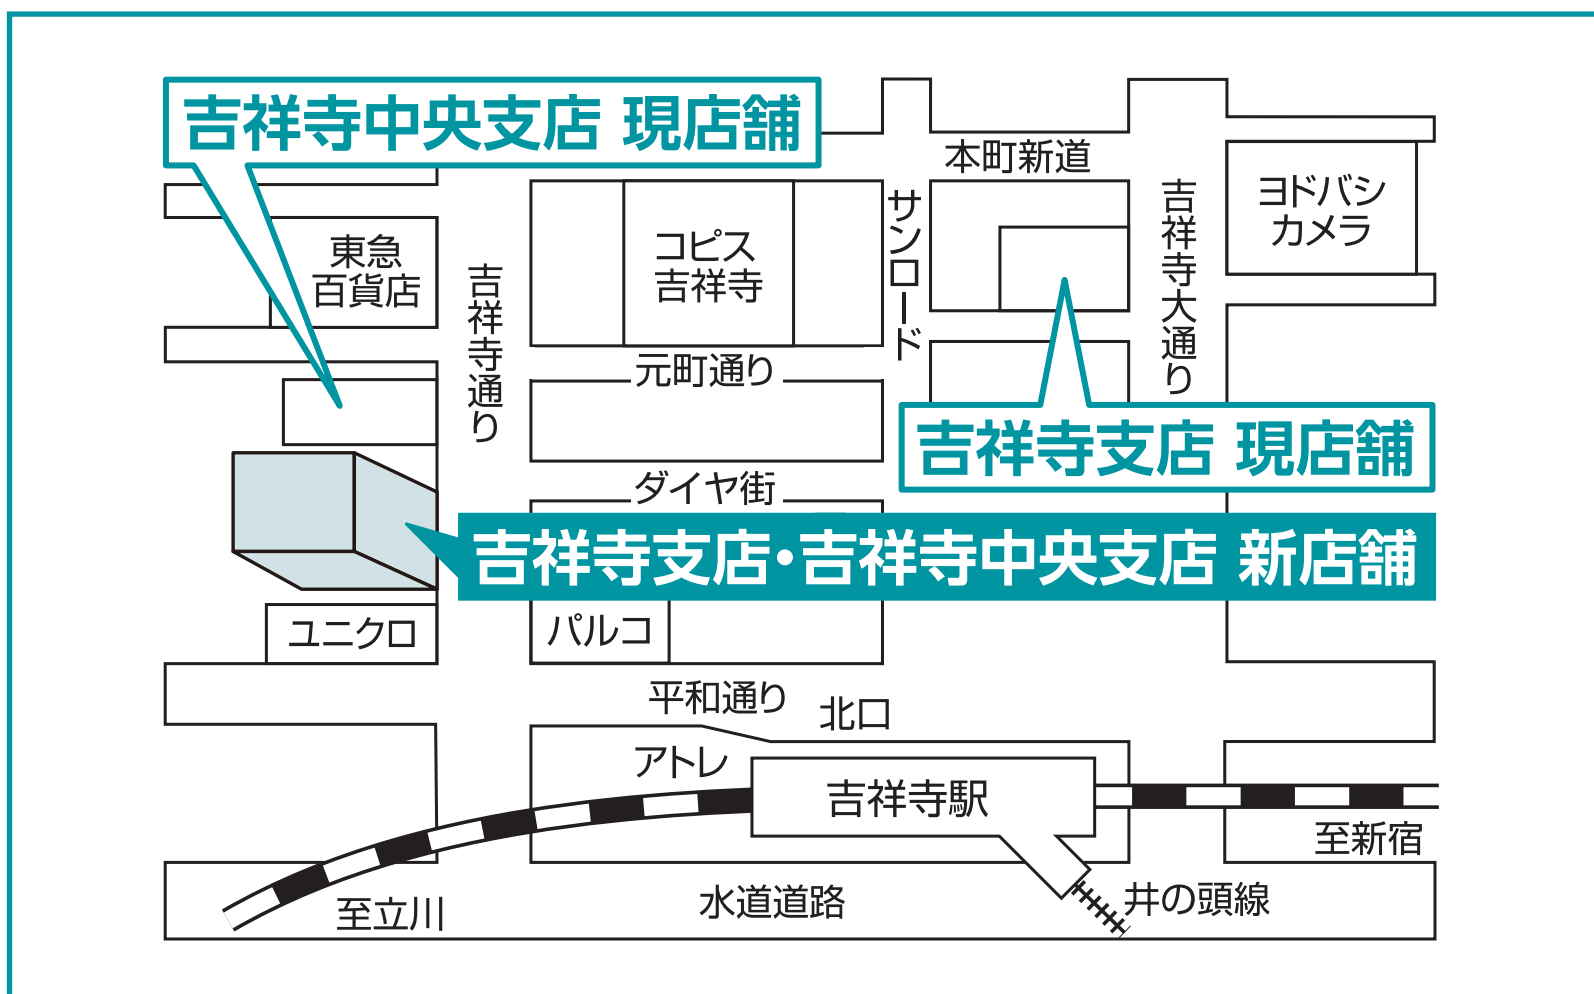 吉祥寺中央支店 現店舗
本町新道
ヨドバシ
カメラ
東急
百貨店
コピス
吉祥寺
サンロード
吉祥寺大通り
吉祥寺通り
元町通り
吉祥寺支店 現店舗
ダイヤ街
吉祥寺支店・吉祥寺中央支店 新店舗
ユニクロ
パルコ
平和通り
北口
アトレ
吉祥寺駅
至新宿
至立川
水道道路
井の頭線